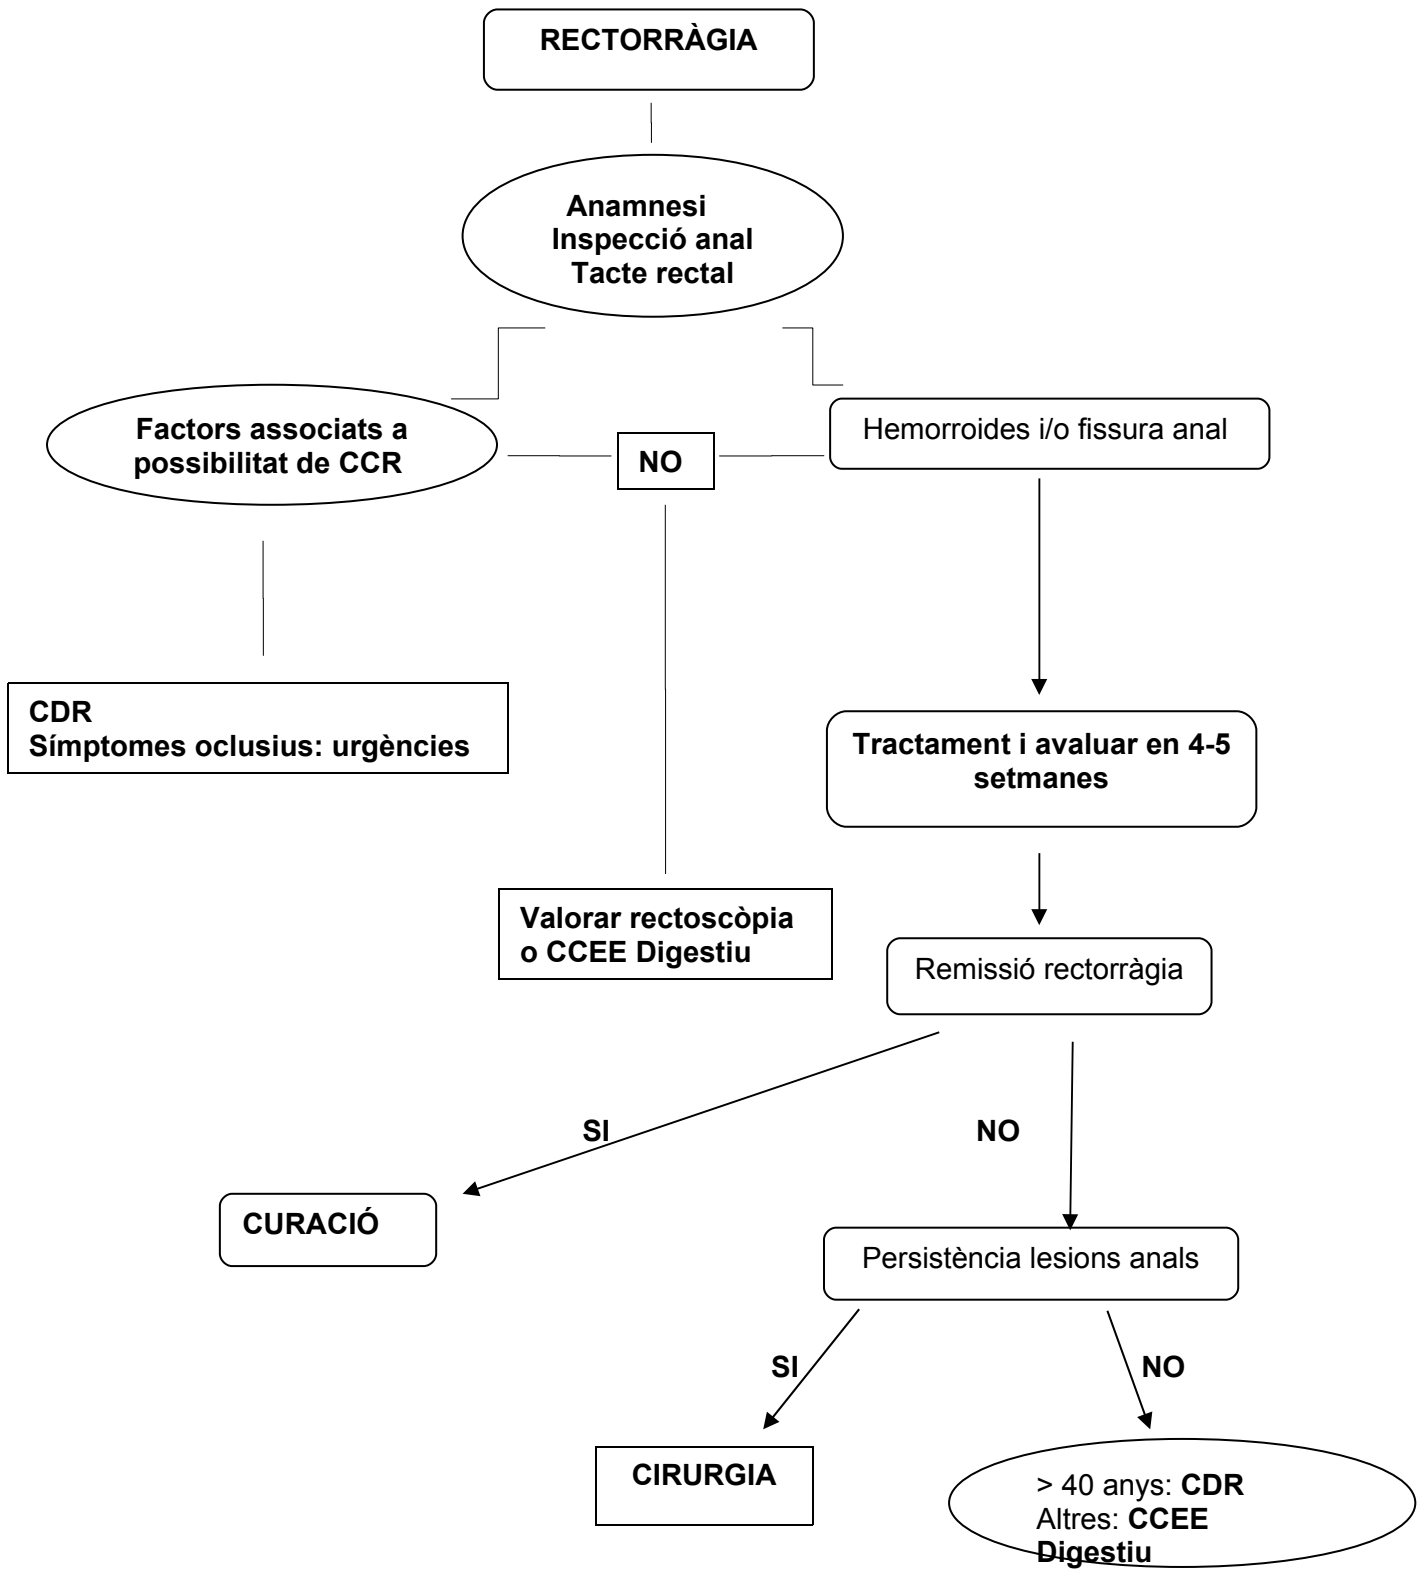 RECTORRÀGIA
Anamnesi
Inspecció anal
Tacte rectal
Factors associats a
possibilitat de CCR
NO
Hemorroides i/o fissura anal
CDR
Símptomes oclusius: urgències
Tractament i avaluar en 4-5
setmanes
Valorar rectoscòpia
o CCEE Digestiu
Remissió rectorràgia
SI
NO
CURACIÓ
Persistència lesions anals
SI
NO
CIRURGIA
> 40 anys: CDR
Altres: CCEE
Digestiu